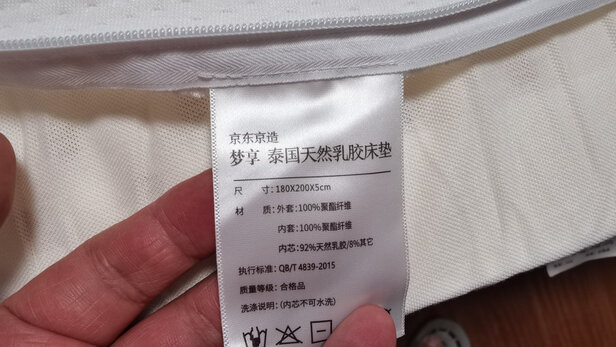 京东京造
梦享 泰国天然乳胶床垫
尺 寸:180X200X5cm
材 质:外套:100%聚酯纤维
内套:100%聚酯纤维
内芯:92%天然乳胶/8%其它
执行标准:QB/T 4839-2015
质量等级:合格品
洗涤说明:(内芯不可水洗)